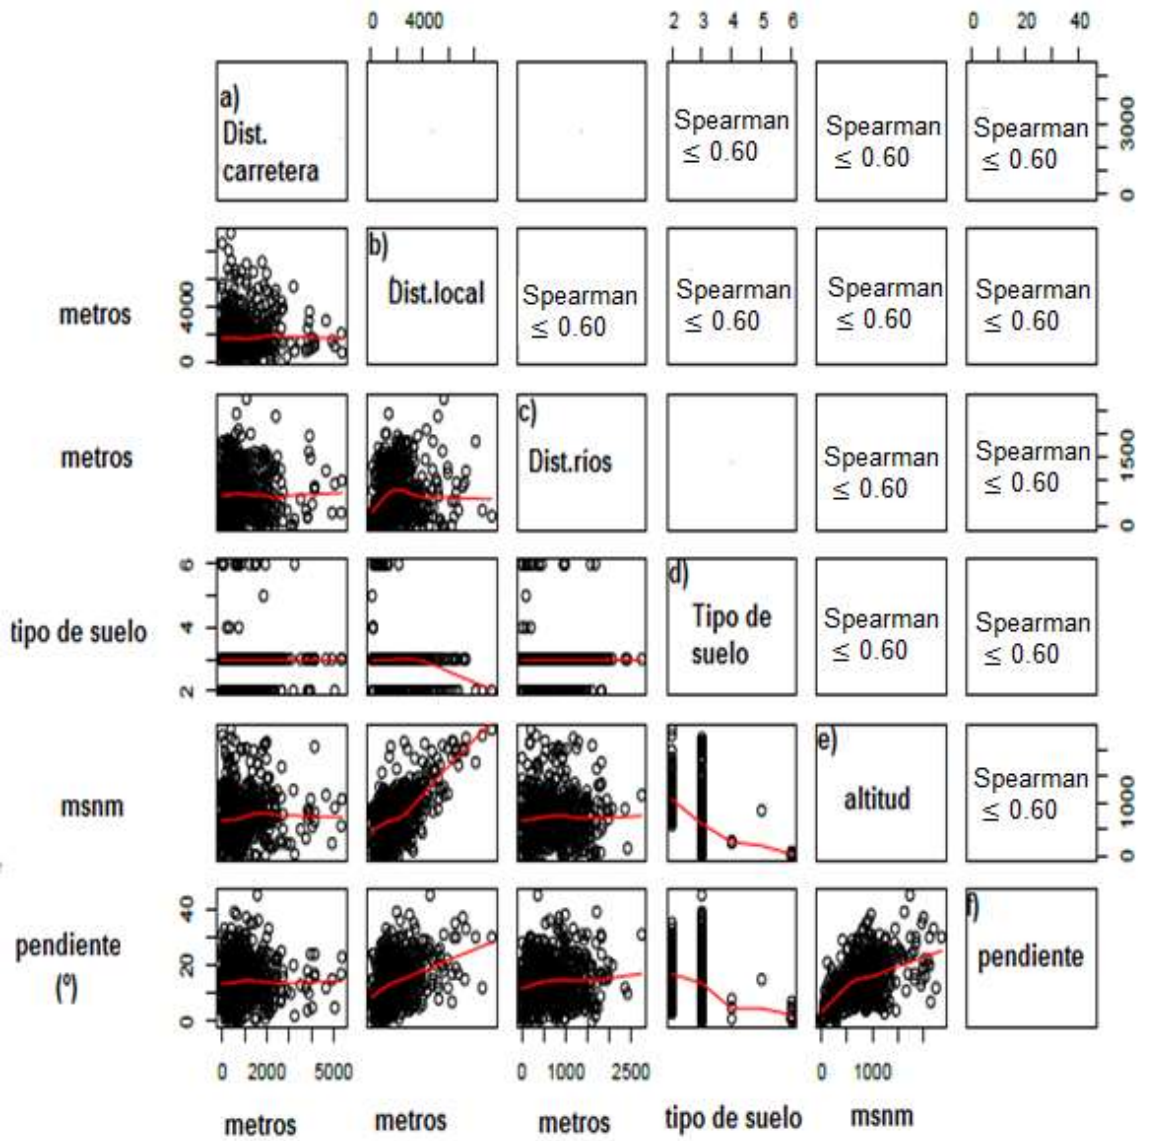 0 4000 2 3 4 5 6 0 20 40
a)
Dist.
carretera
Spearman
≤ 0.60
Spearman
≤ 0.60
Spearman
≤ 0.60
0 3000
metros
0 4000
b)
Dist.local
Spearman
≤ 0.60
Spearman
≤ 0.60
Spearman
≤ 0.60
Spearman
≤ 0.60
metros
c)
Dist.ríos
Spearman
≤ 0.60
Spearman
≤ 0.60
0 1500
tipo de suelo
2 4 6
d)
Tipo de
suelo
Spearman
≤ 0.60
Spearman
≤ 0.60
msnm
e)
altitud
Spearman
≤ 0.60
0 1000
pendiente
(°)
0 20 40
f)
pendiente
0 2000 5000 0 1000 2500 0 1000
metros metros metros tipo de suelo msnm